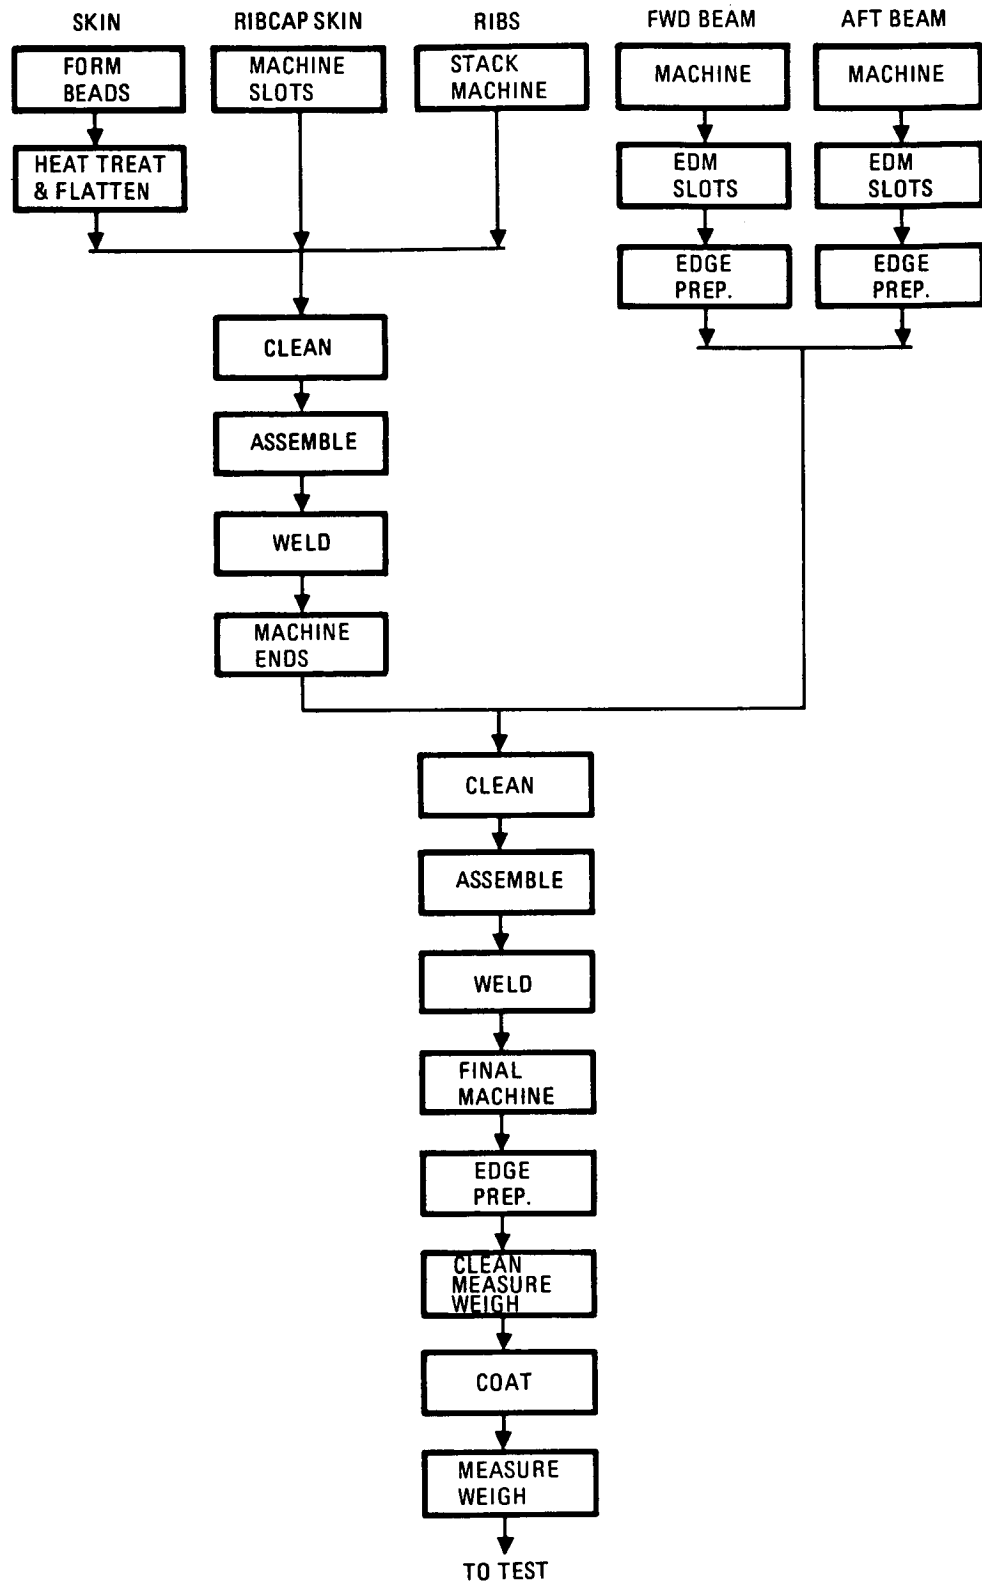 SKIN
RIBCAP SKIN
RIBS
FWD BEAM
AFT BEAM
FORM
BEADS
MACHINE
SLOTS
STACK
MACHINE
MACHINE
MACHINE
HEAT TREAT
& FLATTEN
EDM
SLOTS
EDM
SLOTS
EDGE
PREP.
EDGE
PREP.
CLEAN
ASSEMBLE
WELD
MACHINE
ENDS
CLEAN
ASSEMBLE
WELD
FINAL
MACHINE
EDGE
PREP.
CLEAN
MEASURE
WEIGH
COAT
MEASURE
WEIGH
TO TEST